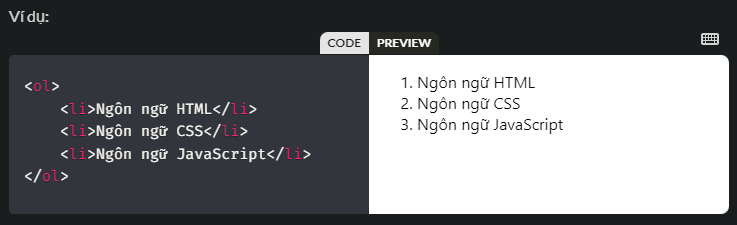 Ví dụ:
CODE PREVIEW
<ol>
    <li>Ngôn ngữ HTML</li>
    <li>Ngôn ngữ CSS</li>
    <li>Ngôn ngữ JavaScript</li>
</ol>
1. Ngôn ngữ HTML
2. Ngôn ngữ CSS
3. Ngôn ngữ JavaScript